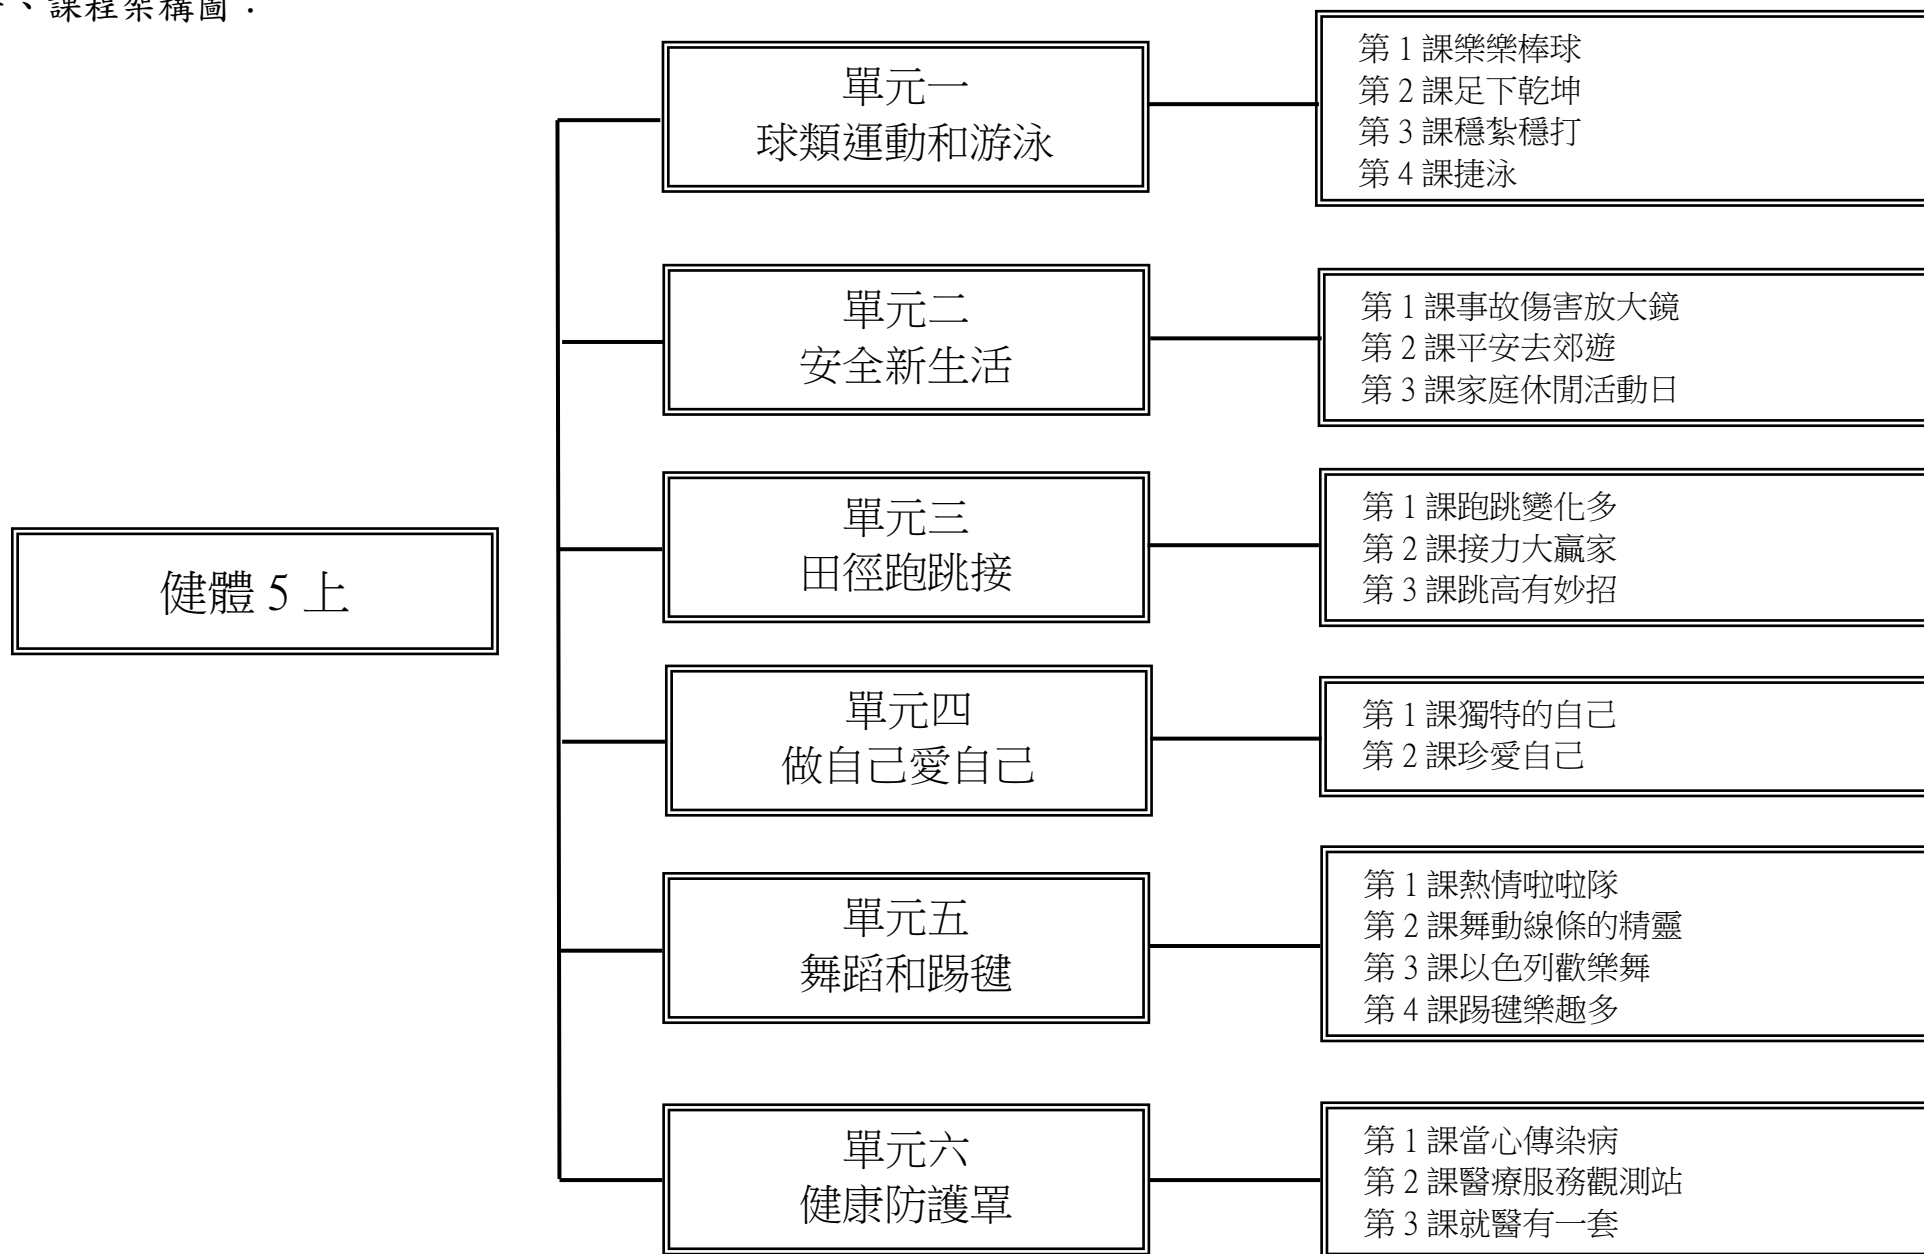 、課程架構圖：
健體 5 上
單元一
球類運動和游泳
第 1 課樂樂棒球
第 2 課足下乾坤
第 3 課穩紮穩打
第 4 課捷泳
單元二
安全新生活
第 1 課事故傷害放大鏡
第 2 課平安去郊遊
第 3 課家庭休閒活動日
單元三
田徑跑跳接
第 1 課跑跳變化多
第 2 課接力大贏家
第 3 課跳高有妙招
單元四
做自己愛自己
第 1 課獨特的自己
第 2 課珍愛自己
單元五
舞蹈和踢毽
第 1 課熱情啦啦隊
第 2 課舞動線條的精靈
第 3 課以色列歡樂舞
第 4 課踢毽樂趣多
單元六
健康防護罩
第 1 課當心傳染病
第 2 課醫療服務觀測站
第 3 課就醫有一套